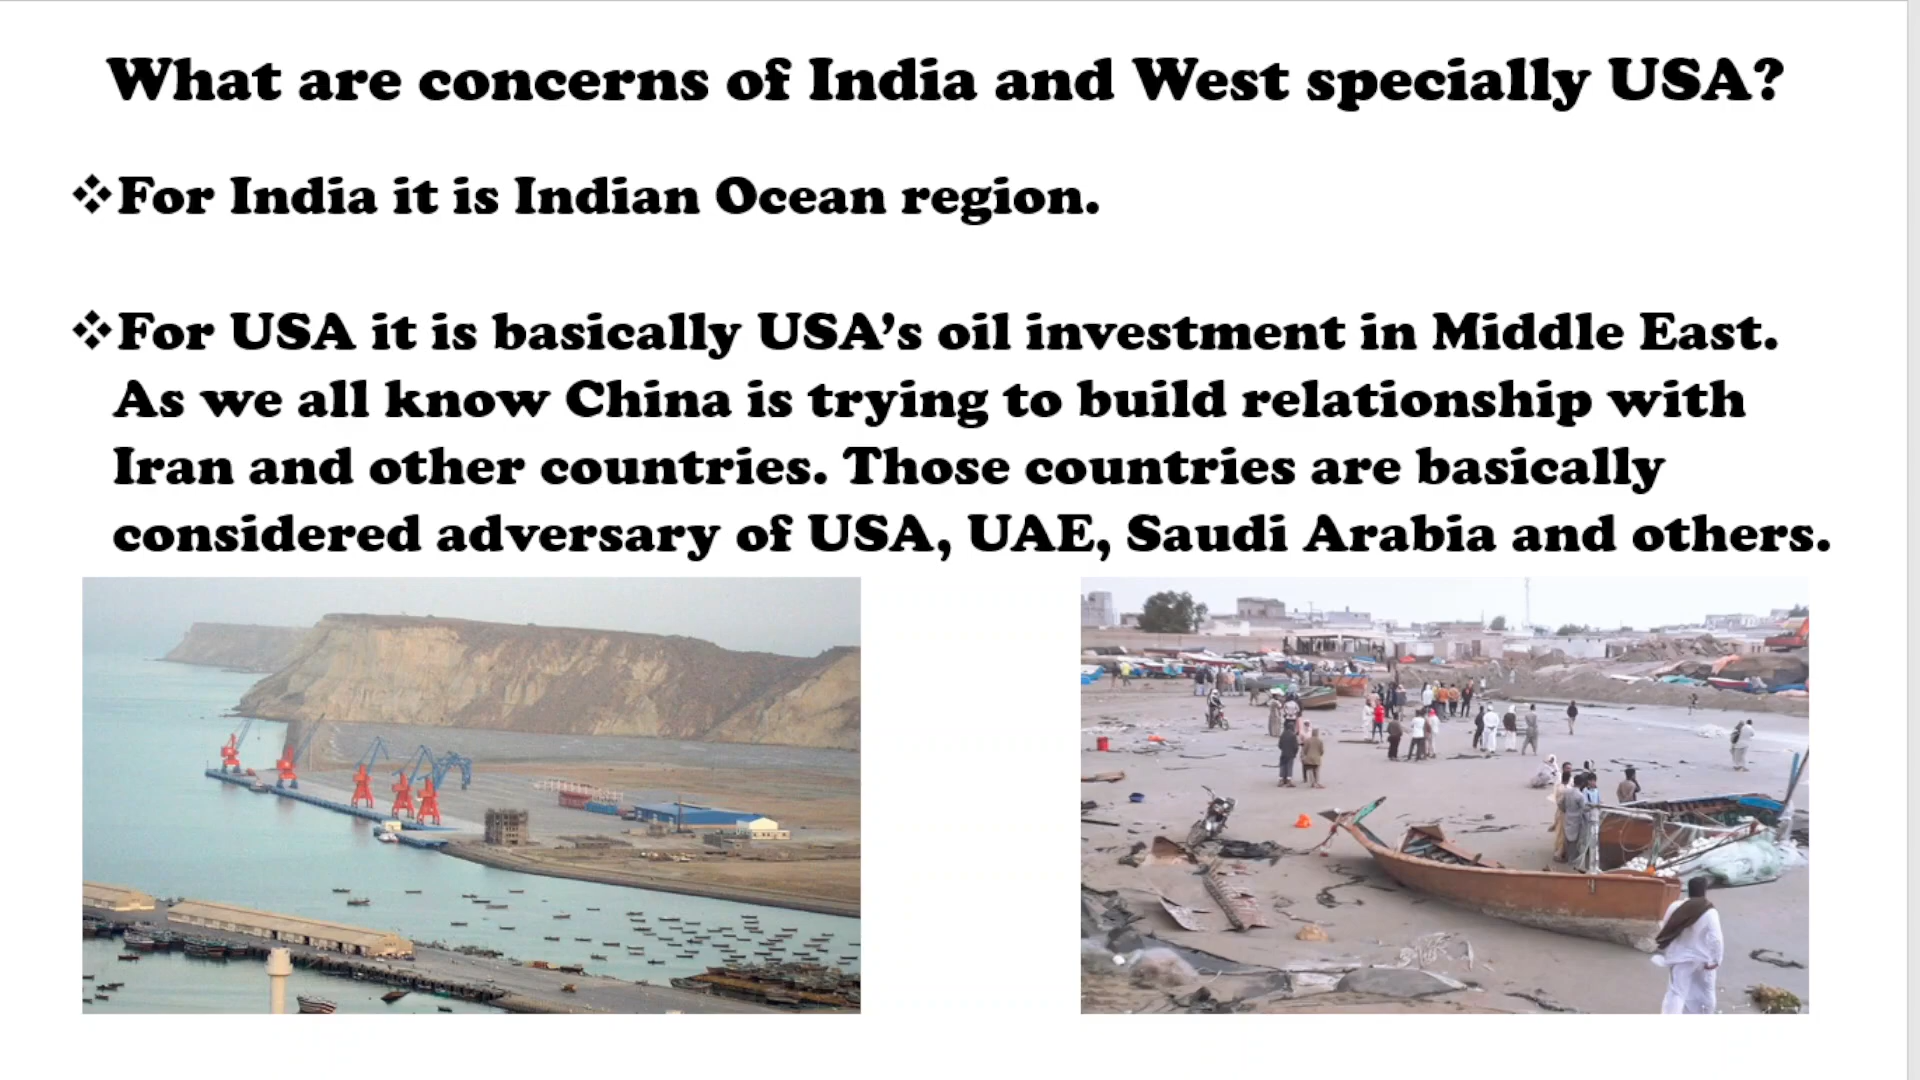 What are concerns of India and West specially USA?
❖For India it is Indian Ocean region.
❖For USA it is basically USA’s oil investment in Middle East.
As we all know China is trying to build relationship with
Iran and other countries. Those countries are basically
considered adversary of USA, UAE, Saudi Arabia and others.